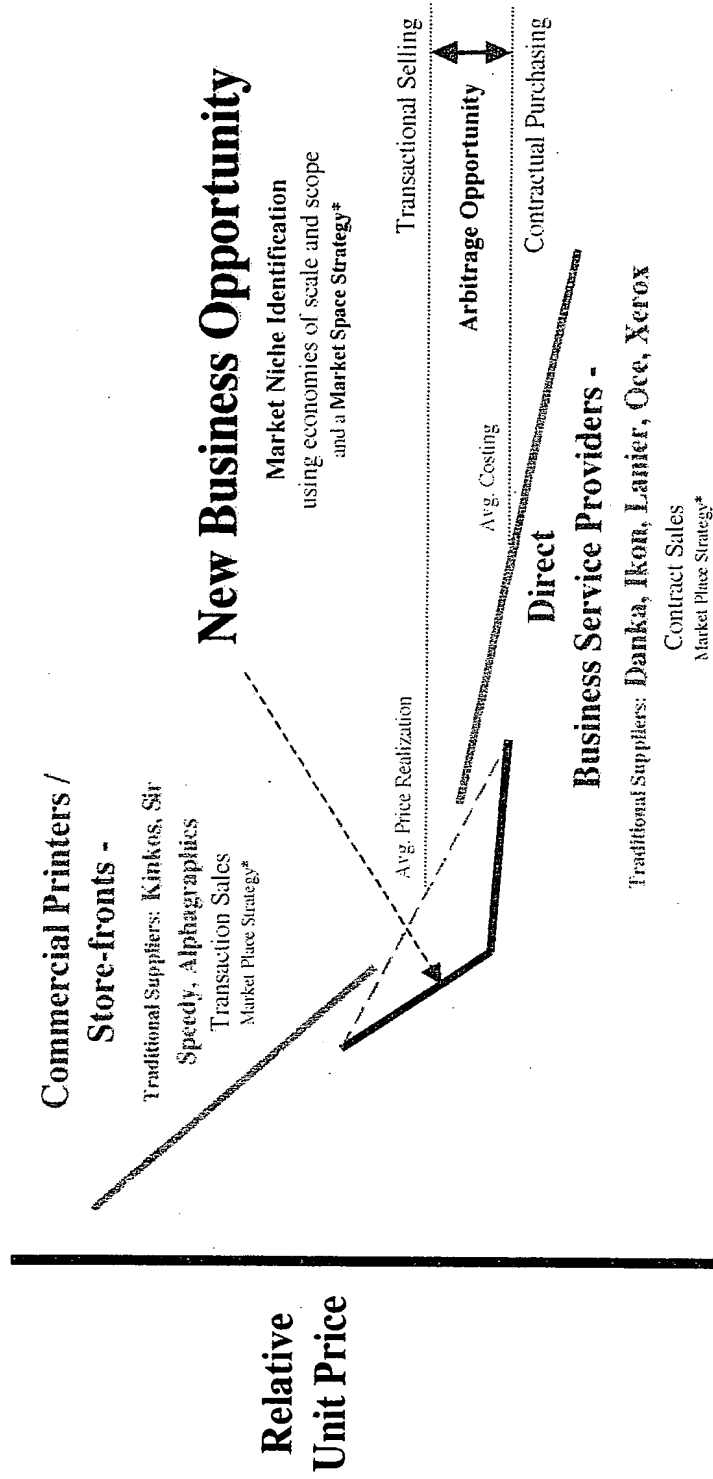 Relative
Unit Price
Commercial Printers /
Store-fronts -
Traditional Suppliers: Kinkos, Sir
Speedy, Alphagraphics
Transaction Sales
Market Place Strategy*
New Business Opportunity
Market Niche Identification
using economies of scale and scope
and a Market Space Strategy*
Avg. Price Realization
Transactional Selling
Arbitrage Opportunity
Avg. Costing
Contractual Purchasing
Direct
Business Service Providers -
Traditional Suppliers: Danka, Ikon, Lanier, Oce, Xerox
Contract Sales
Market Place Strategy*